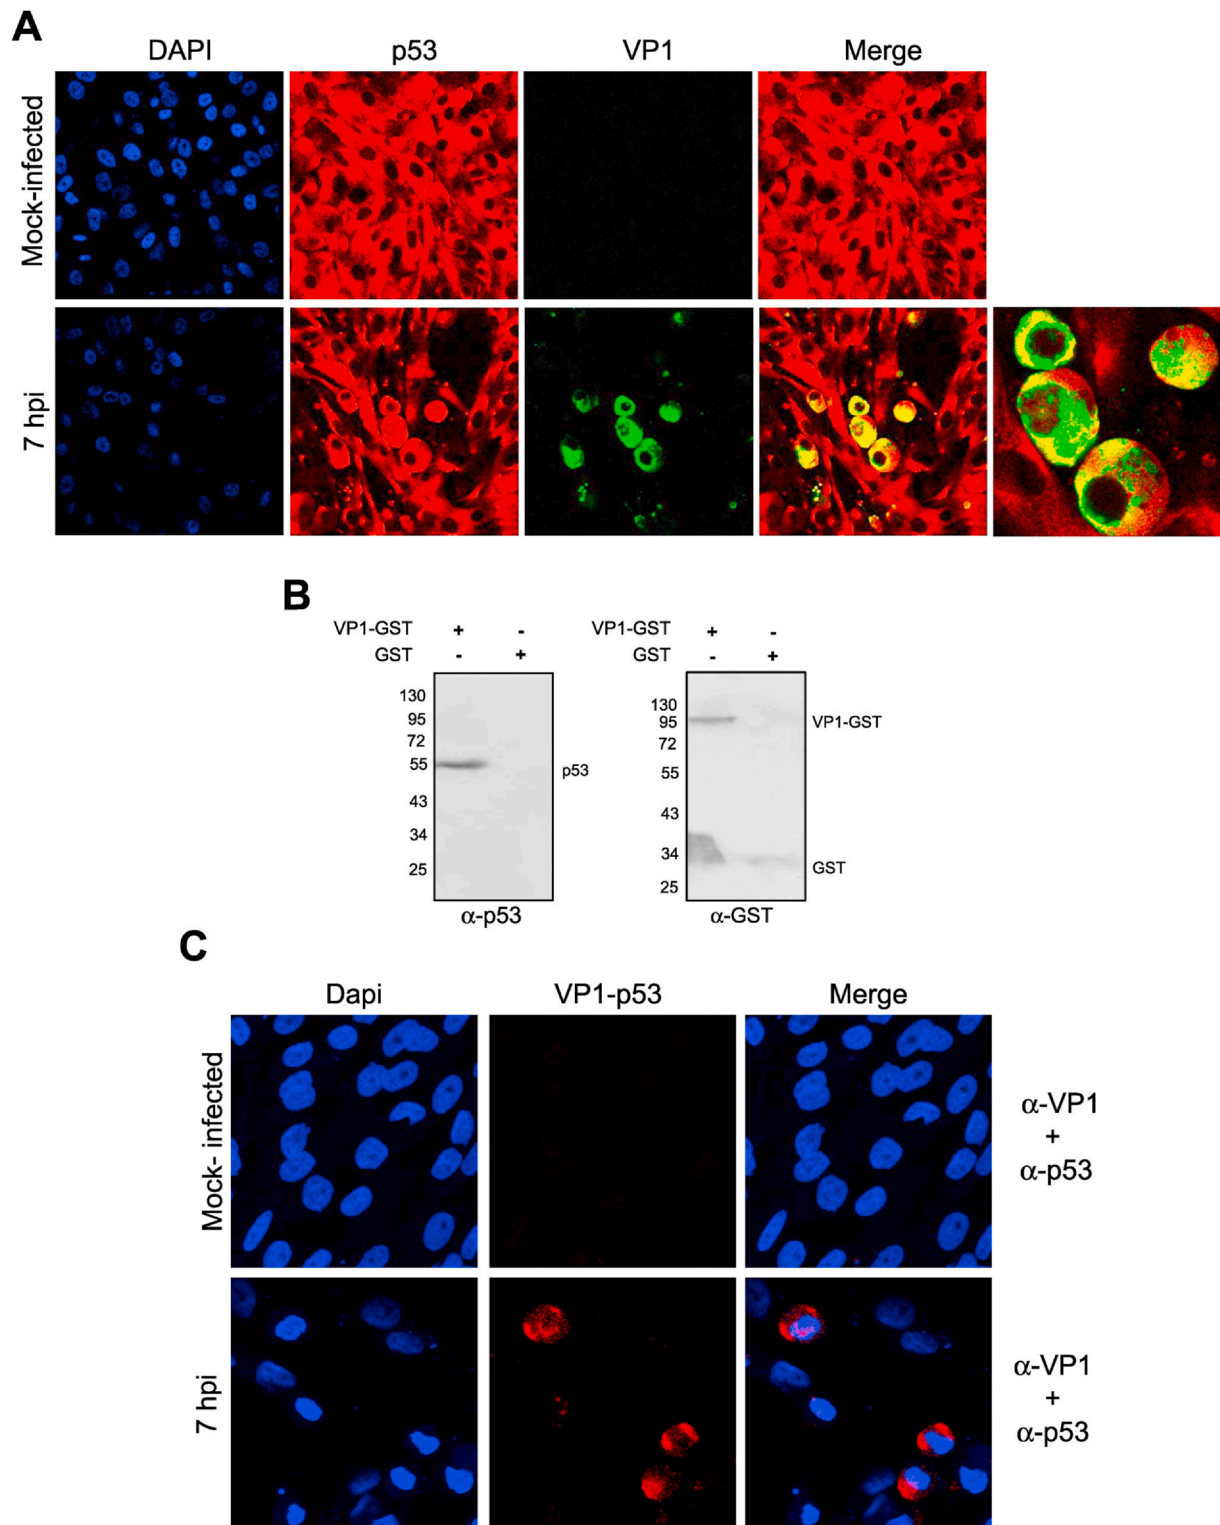 A
DAPI p53 VP1 Merge
Mock-infected
7 hpi
B
VP1-GST + -
GST - +
130
95
72
55
43
34
25
p53
α-p53
VP1-GST + -
GST - +
130
95
72
55
43
34
25
VP1-GST
GST
α-GST
C
Dapi VP1-p53 Merge
Mock- infected
α-VP1
+
α-p53
7 hpi
α-VP1
+
α-p53